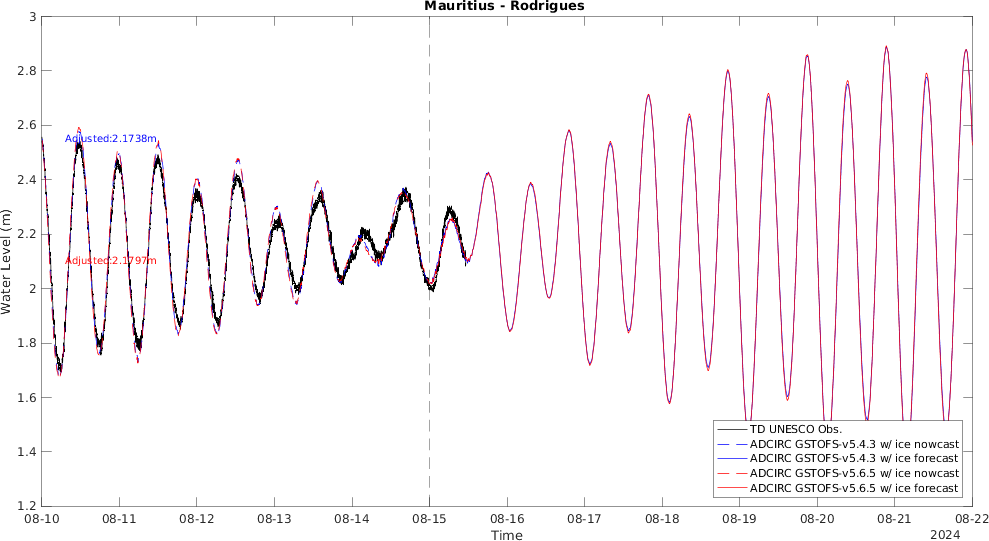 Mauritius - Rodrigues
3
2.8
2.6
2.4
2.2
2
1.8
1.6
1.4
1.2
Water Level (m)
Adjusted:2.1738m
Adjusted:2.1797m
TD UNESCO Obs.
ADCIRC GSTOFS-v5.4.3 w/ ice nowcast
ADCIRC GSTOFS-v5.4.3 w/ ice forecast
ADCIRC GSTOFS-v5.6.5 w/ ice nowcast
ADCIRC GSTOFS-v5.6.5 w/ ice forecast
08-10 08-11 08-12 08-13 08-14 08-15 08-16 08-17 08-18 08-19 08-20 08-21 08-22
Time
2024